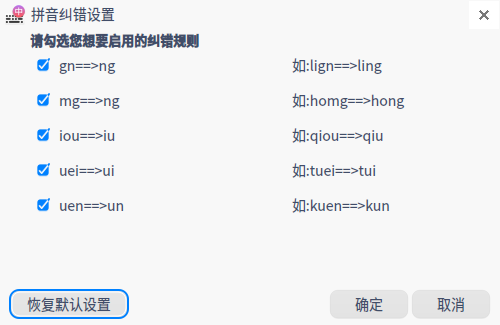 中 拼音纠错设置
请勾选您想要启用的纠错规则
gn==>ng 如:lign==>ling
mg==>ng 如:homg==>hong
iou==>iu 如:qiou==>qiu
uei==>ui 如:tuei==>tui
uen==>un 如:kuen==>kun
恢复默认设置 确定 取消